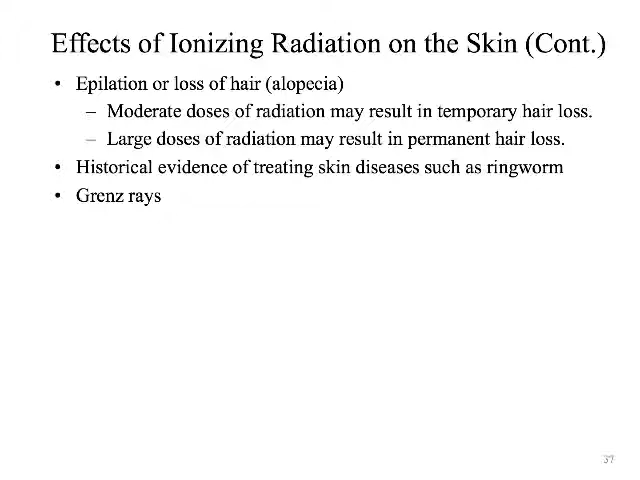 Effects of Ionizing Radiation on the Skin (Cont.)
• Epilation or loss of hair (alopecia)
– Moderate doses of radiation may result in temporary hair loss.
– Large doses of radiation may result in permanent hair loss.
• Historical evidence of treating skin diseases such as ringworm
• Grenz rays
37